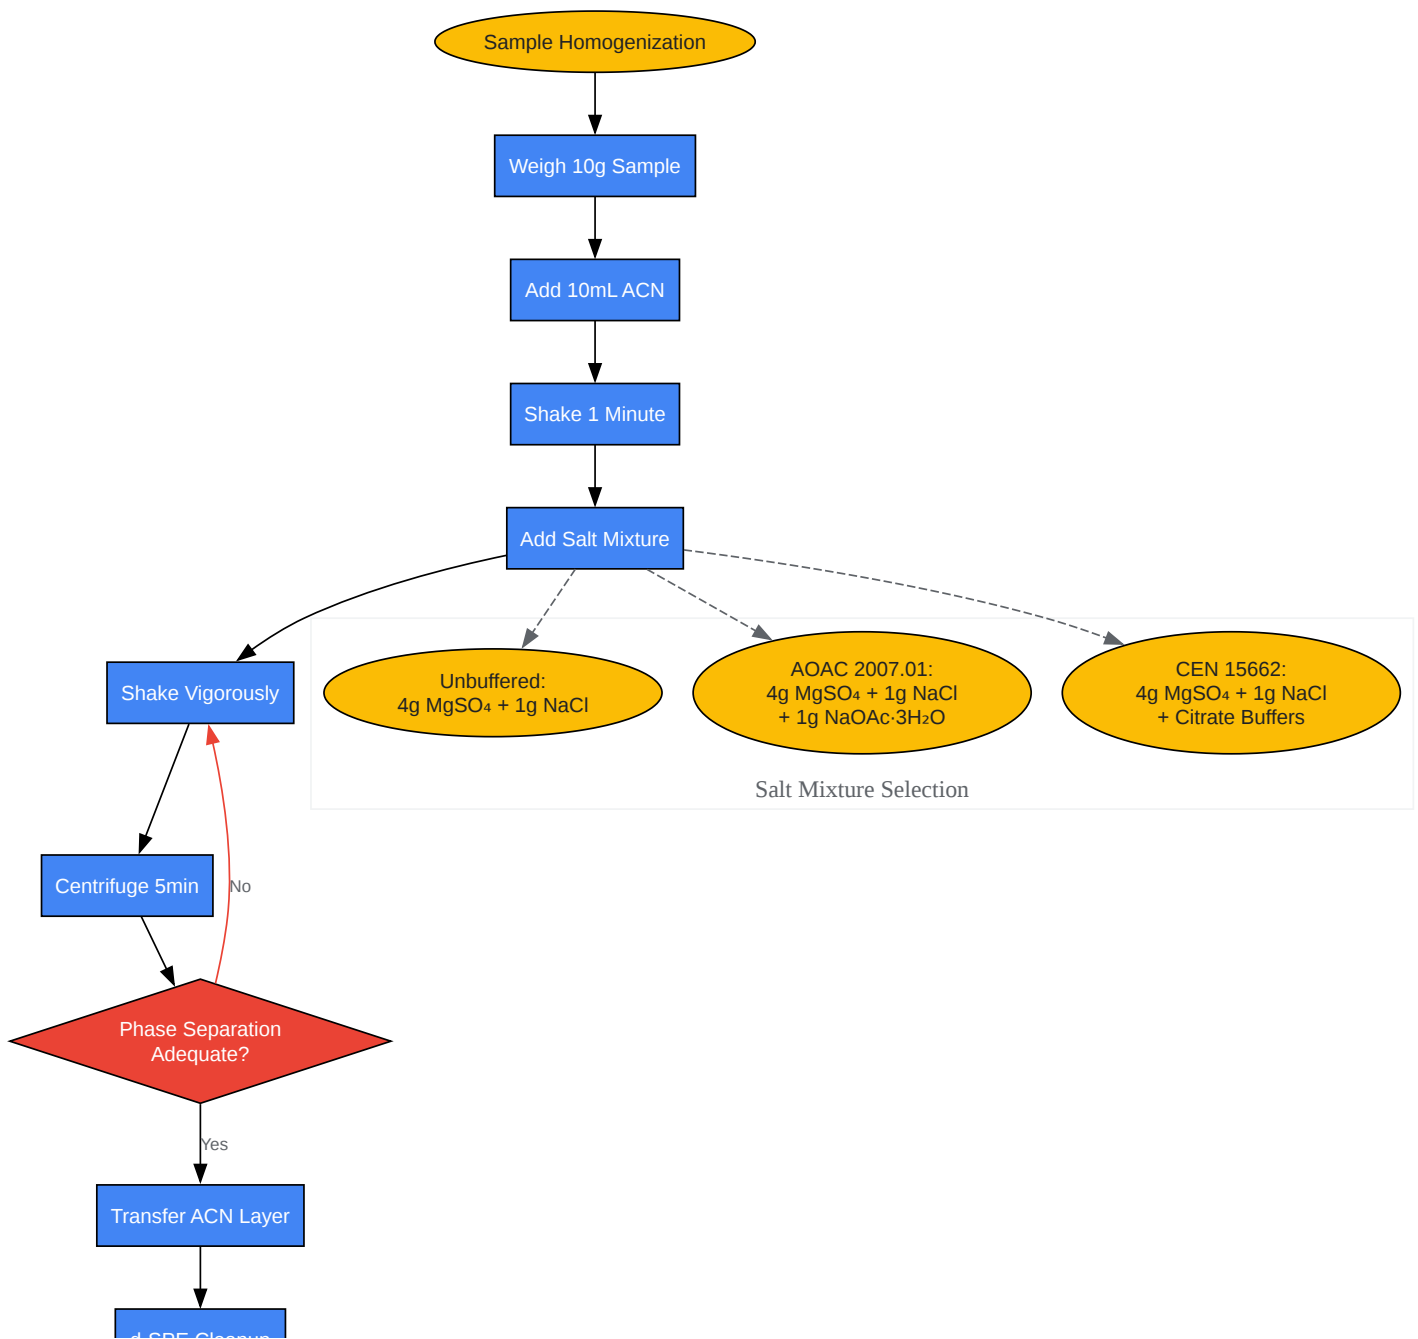 Sample Homogenization
Weigh 10g Sample
Add 10mL ACN
Shake 1 Minute
Add Salt Mixture
Shake Vigorously
Unbuffered:
4g MgSO₄ + 1g NaCl
AOAC 2007.01:
4g MgSO₄ + 1g NaCl
+ 1g NaOAc·3H₂O
CEN 15662:
4g MgSO₄ + 1g NaCl
+ Citrate Buffers
Salt Mixture Selection
Centrifuge 5min
No
Phase Separation
Adequate?
Yes
Transfer ACN Layer
d-SPE Cleanup